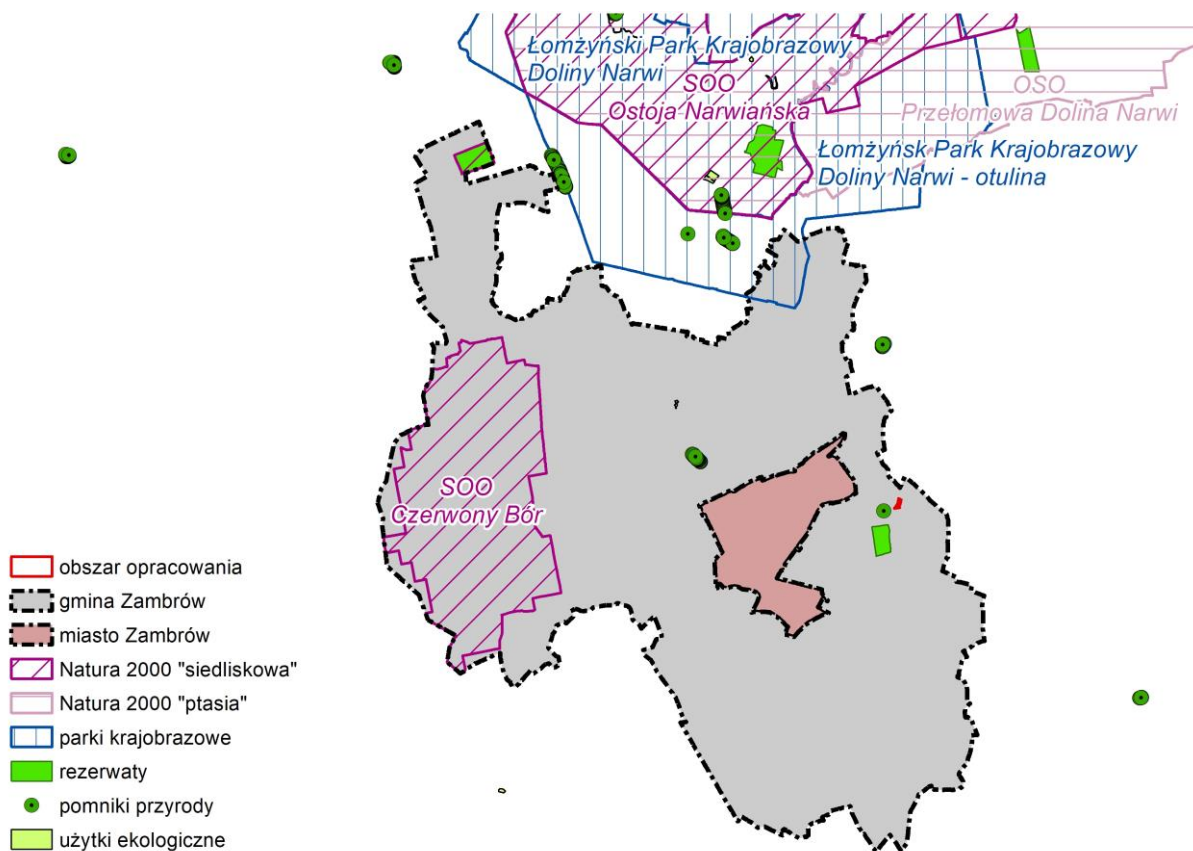 Łomżyński Park Krajobrazowy
Doliny Narwi
SOO
Ostoja Narwiańska
OSO
Przełomowa Dolina Narwi
Łomżyńsk Park Krajobrazowy
Doliny Narwi - otulina
SOO
Czerwony Bór
obszar opracowania
gmina Zambrów
miasto Zambrów
Natura 2000 "siedliskowa"
Natura 2000 "ptasia"
parki krajobrazowe
rezerwaty
pomniki przyrody
użytki ekologiczne